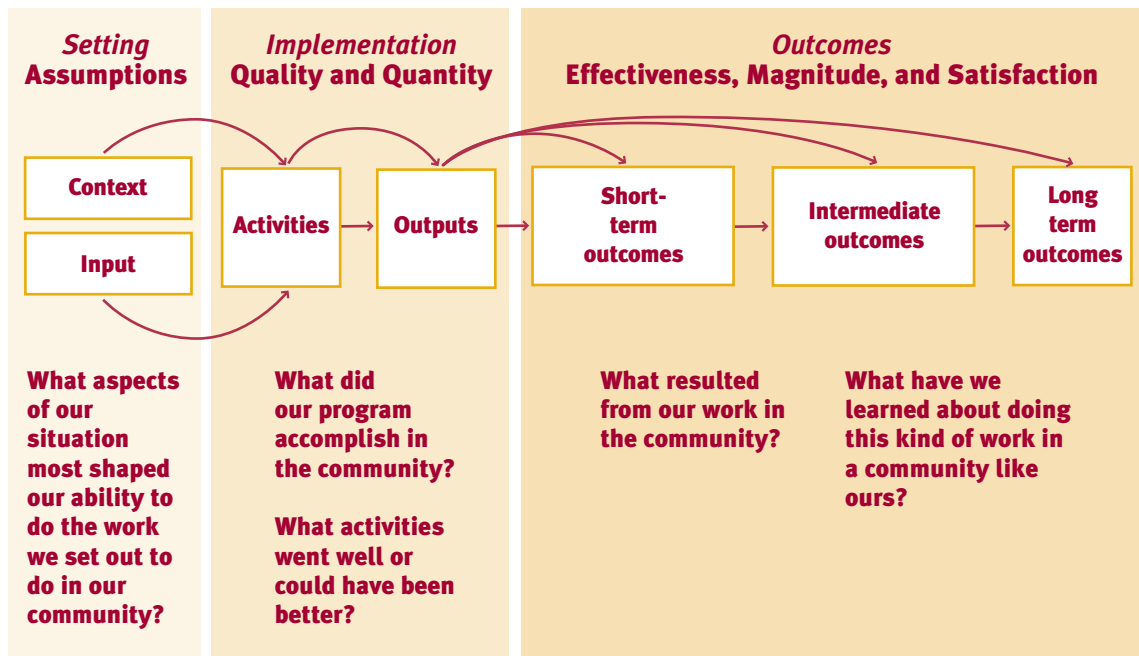 Setting
Assumptions
Implementation
Quality and Quantity
Outcomes
Effectiveness, Magnitude, and Satisfaction
Context
Input
Activities
Outputs
Short-
term
outcomes
Intermediate
outcomes
Long
term
outcomes
What aspects
of our
situation
most shaped
our ability to
do the work
we set out to
do in our
community?
What did
our program
accomplish in
the community?
What activities
went well or
could have been
better?
What resulted
from our work in
the community?
What have we
learned about doing
this kind of work in
a community like
ours?